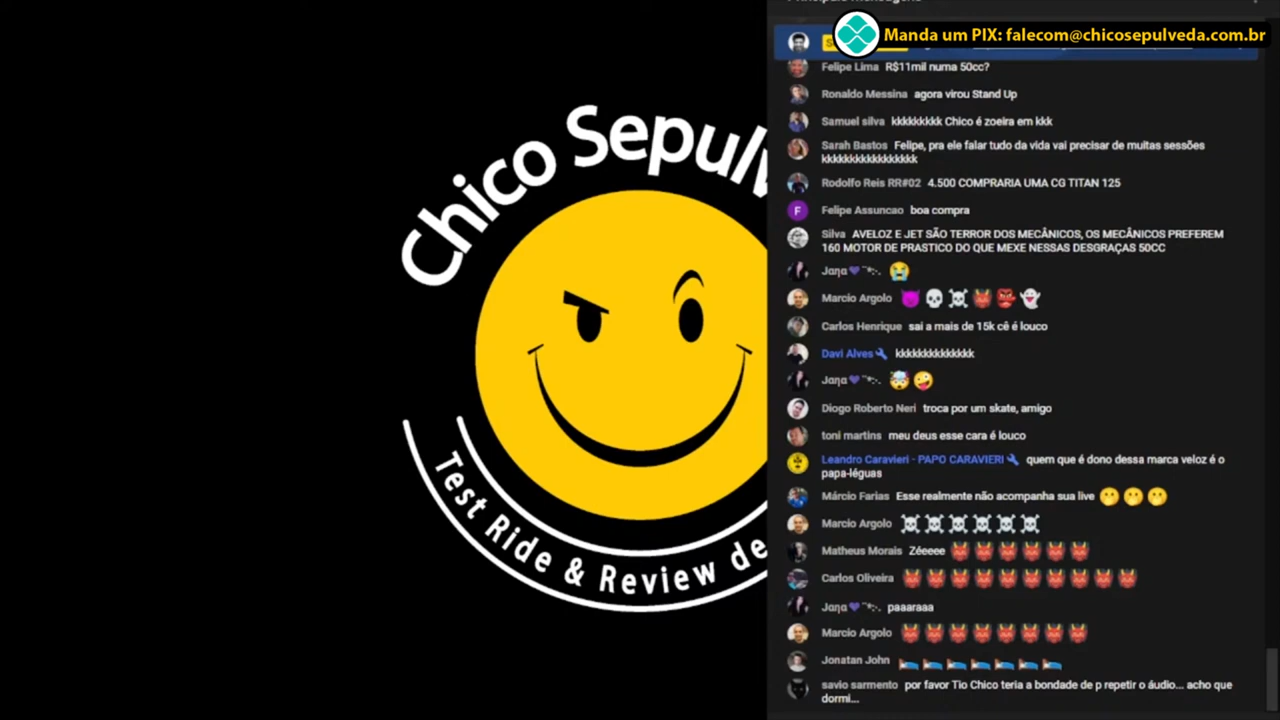 Manda um PIX: falecom@chicosepulveda.com.br
Felipe Lima R$11mil numa 50cc?
Ronaldo Messina agora virou Stand Up
Samuel silva kkkkkkkkk Chico é zoeira em kkk
Sarah Bastos Felipe, pra ele falar tudo da vida vai precisar de muitas sessões
kkkkkkkkkkkkkkkk
Rodolfo Reis RR#02 4.500 COMPRARIA UMA CG TITAN 125
F Felipe Assuncao boa compra
Silva AVELOZ E JET SÃO TERROR DOS MECÂNICOS, OS MECÂNICOS PREFEREM
160 MOTOR DE PRASTICO DO QUE MEXE NESSAS DESGRAÇAS 50CC
Jaηa💜¨*•. 😭
Marcio Argolo 😈💀☠️👹👺👻
Carlos Henrique sai a mais de 15k cê é louco
Davi Alves kkkkkkkkkkkkk
Jaηa💜¨*•. 🤯🤪
Diogo Roberto Neri troca por um skate, amigo
toni martins meu deus esse cara é louco
Leandro Caravieri - PAPO CARAVIERI quem que é dono dessa marca veloz é o
papa-léguas
Márcio Farias Esse realmente não acompanha sua live 🫢🫢🫢
Marcio Argolo ☠️☠️☠️☠️☠️☠️
Matheus Morais Zéeeee 👹👹👹👹👹👹
Carlos Oliveira 👹👹👹👹👹👹👹👹👹👹
Jaηa💜¨*•. paaaraaa
Marcio Argolo 👹👹👹👹👹👹👹👹
Jonatan John 🛌🛌🛌🛌🛌🛌🛌
savio sarmento por favor Tio Chico teria a bondade de p repetir o áudio... acho que
dormi...
Chico Sepulv
Test Ride & Review de